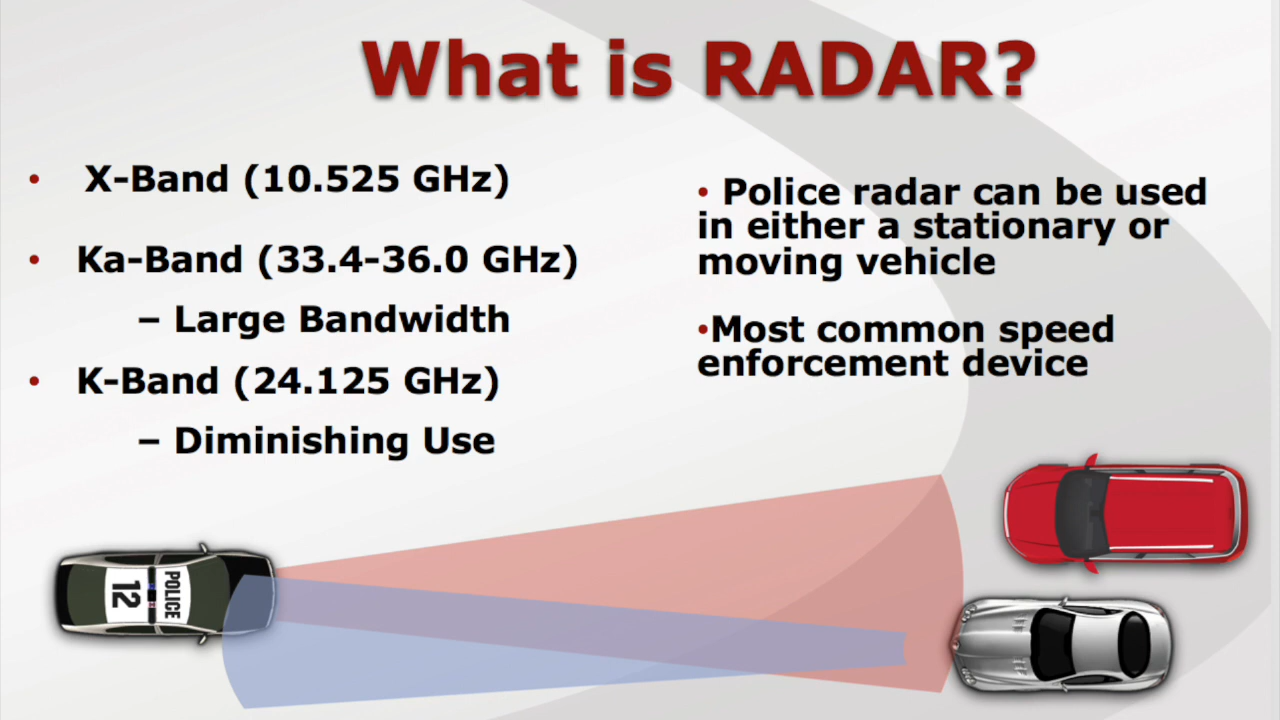 What is RADAR?
• X-Band (10.525 GHz)
• Ka-Band (33.4-36.0 GHz)
– Large Bandwidth
• K-Band (24.125 GHz)
– Diminishing Use
• Police radar can be used
in either a stationary or
moving vehicle
•Most common speed
enforcement device
POLICE
12